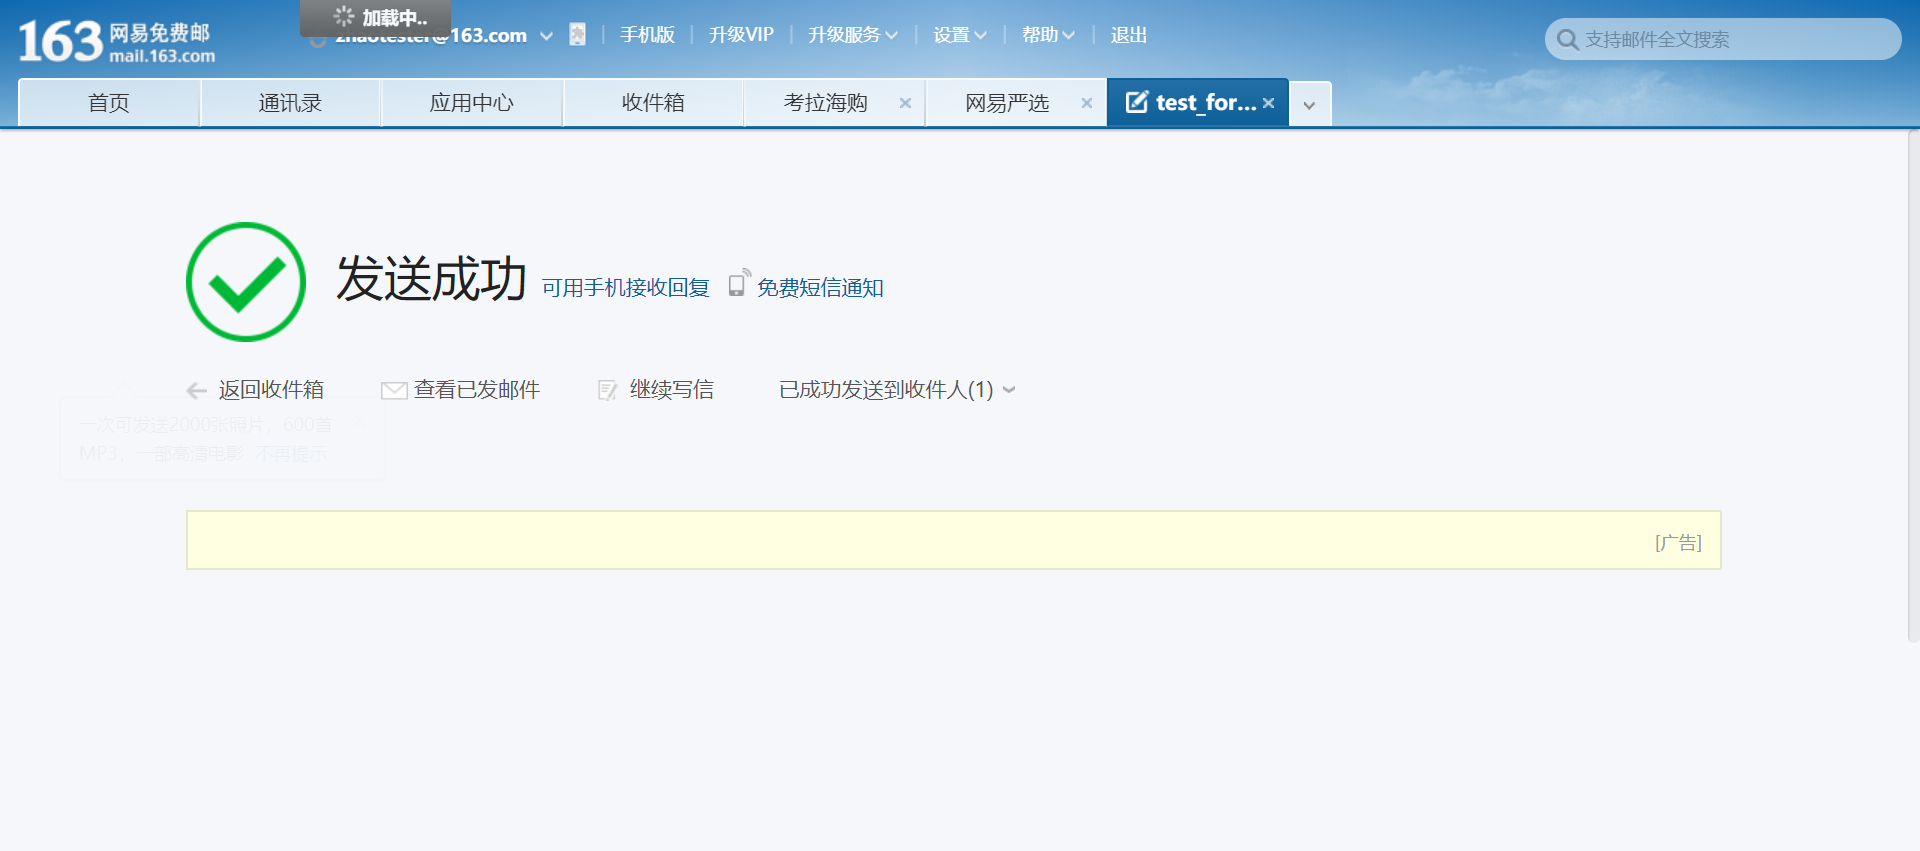 加载中..
163 网易免费邮
mail.163.com
zhaotester@163.com
手机版
升级VIP
升级服务
设置
帮助
退出
支持邮件全文搜索
首页
通讯录
应用中心
收件箱
考拉海购
网易严选
test_for...
发送成功
可用手机接收回复
免费短信通知
返回收件箱
查看已发邮件
继续写信
已成功发送到收件人(1)
一次可发送2000张照片，600首
MP3，一部高清电影 不再提示
[广告]